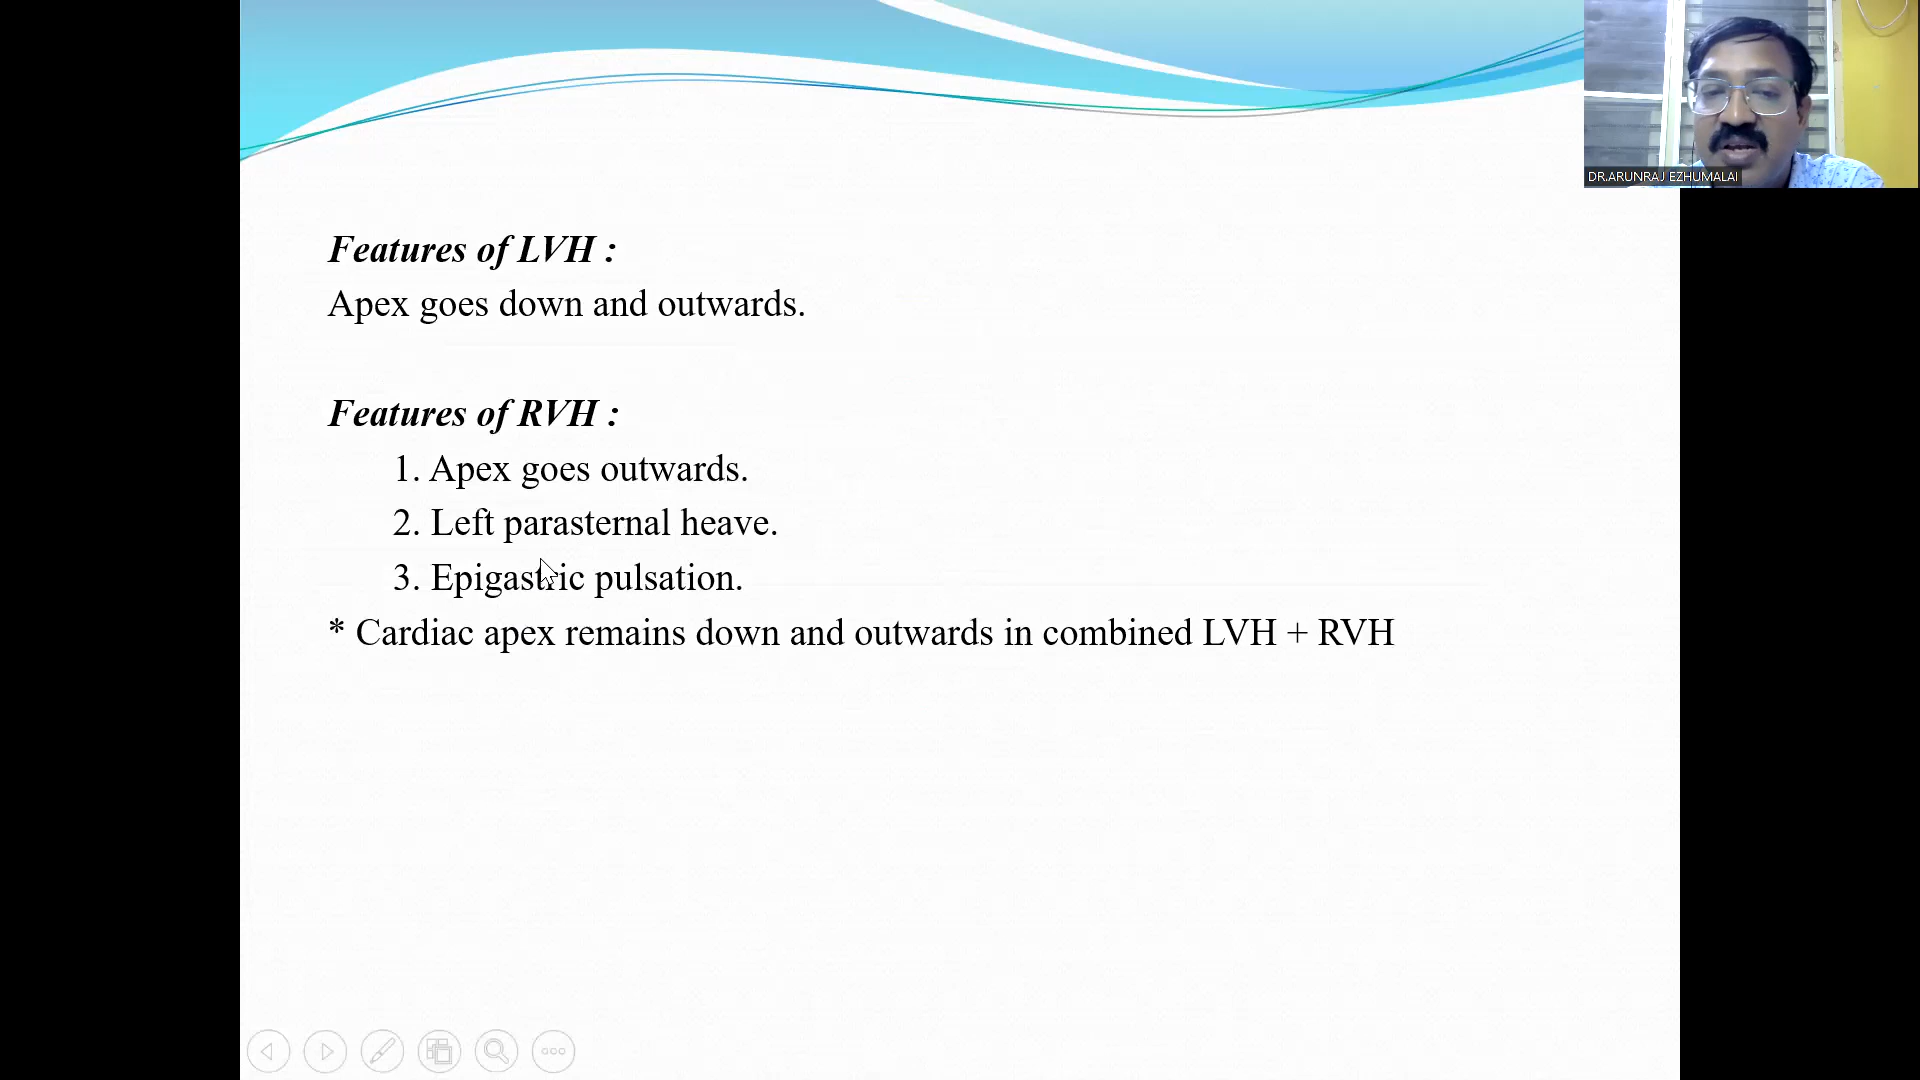 DR.ARUNRAJ EZHUMALAI
Features of LVH :
Apex goes down and outwards.
Features of RVH :
1. Apex goes outwards.
2. Left parasternal heave.
3. Epigastric pulsation.
* Cardiac apex remains down and outwards in combined LVH + RVH